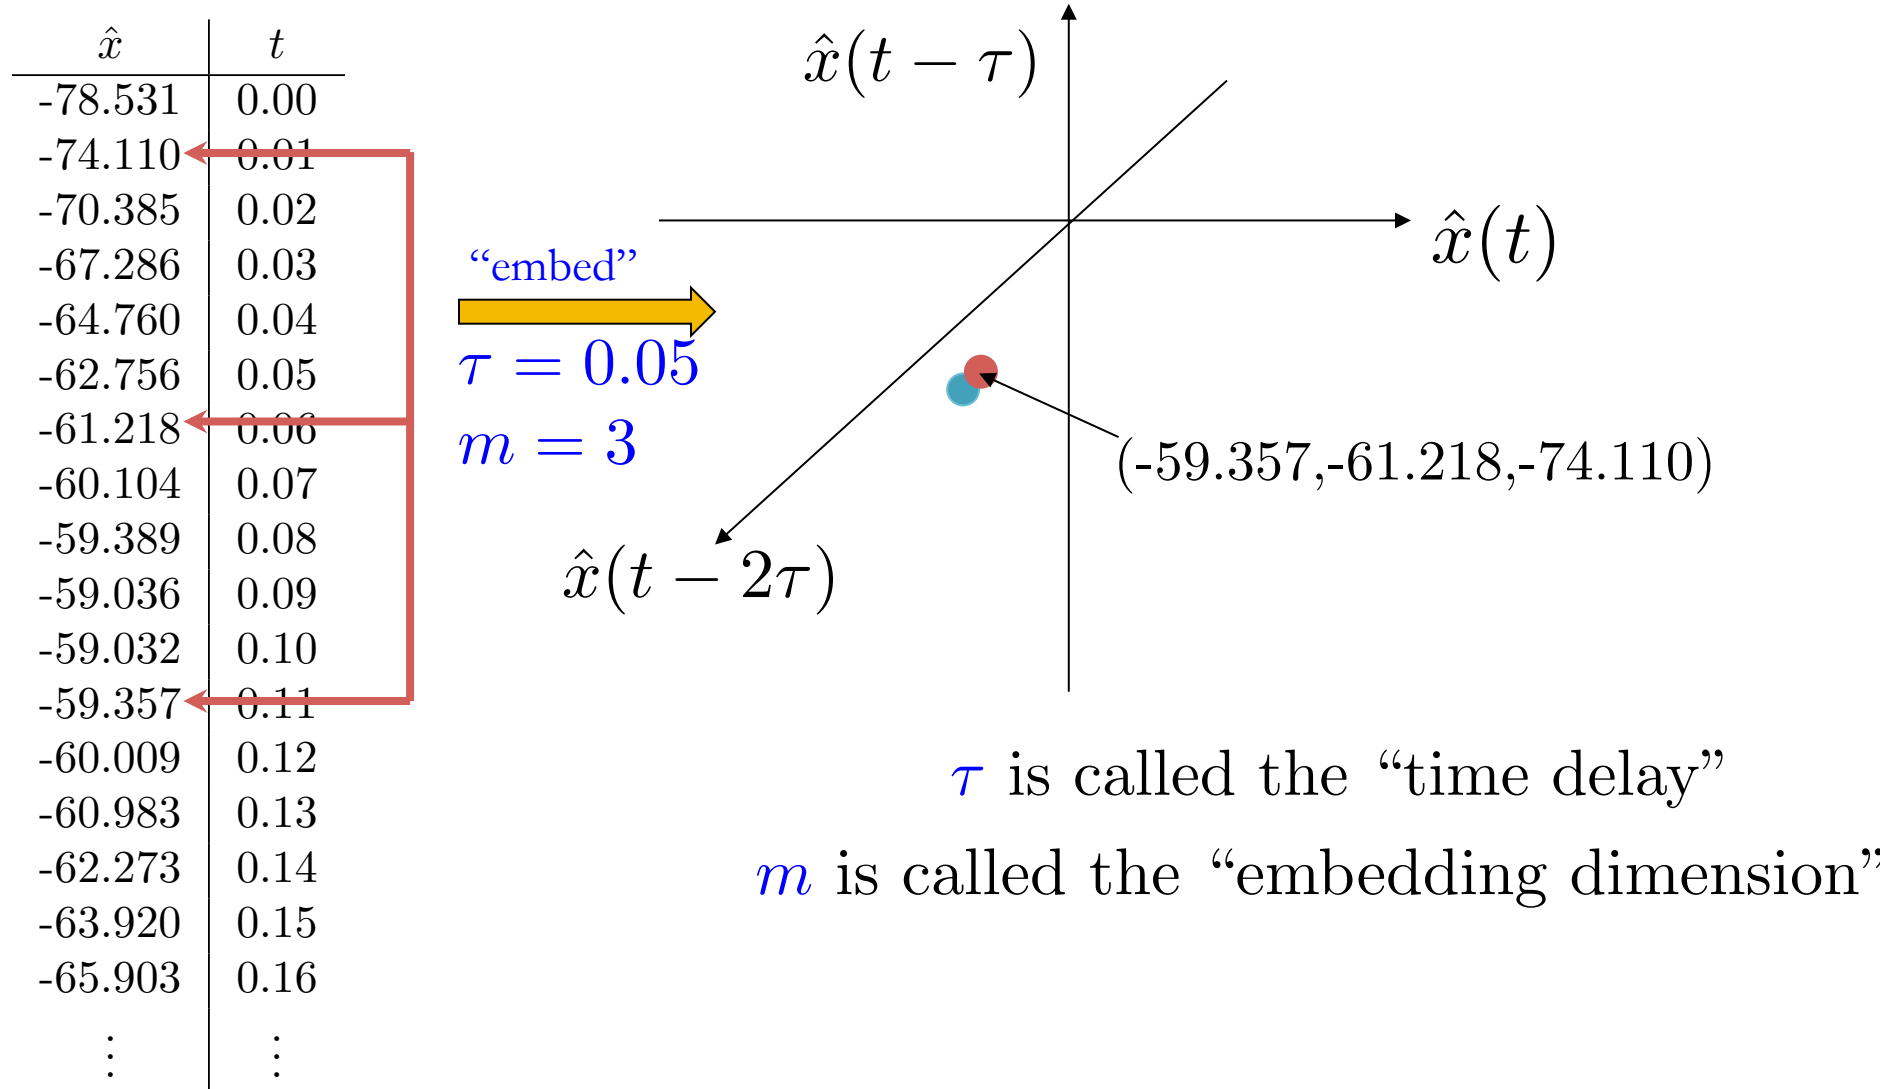 x̂ t
-78.531 0.00
-74.110 0.01
-70.385 0.02
-67.286 0.03
-64.760 0.04
-62.756 0.05
-61.218 0.06
-60.104 0.07
-59.389 0.08
-59.036 0.09
-59.032 0.10
-59.357 0.11
-60.009 0.12
-60.983 0.13
-62.273 0.14
-63.920 0.15
-65.903 0.16
⋮ ⋮
“embed”
τ = 0.05
m = 3
x̂(t − τ)
x̂(t)
(-59.357,-61.218,-74.110)
x̂(t − 2τ)
τ is called the “time delay”
m is called the “embedding dimension”